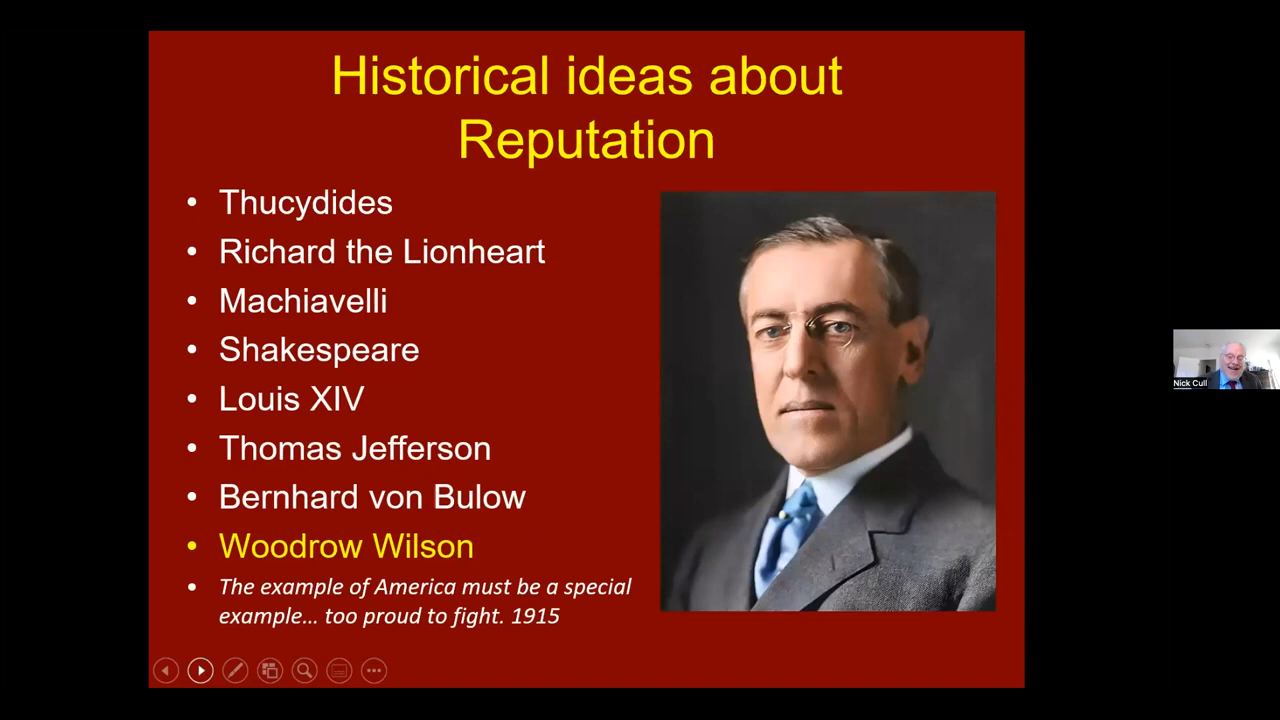 Historical ideas about
Reputation
• Thucydides
• Richard the Lionheart
• Machiavelli
• Shakespeare
• Louis XIV
• Thomas Jefferson
• Bernhard von Bulow
• Woodrow Wilson
• The example of America must be a special
example... too proud to fight. 1915
Nick Cull